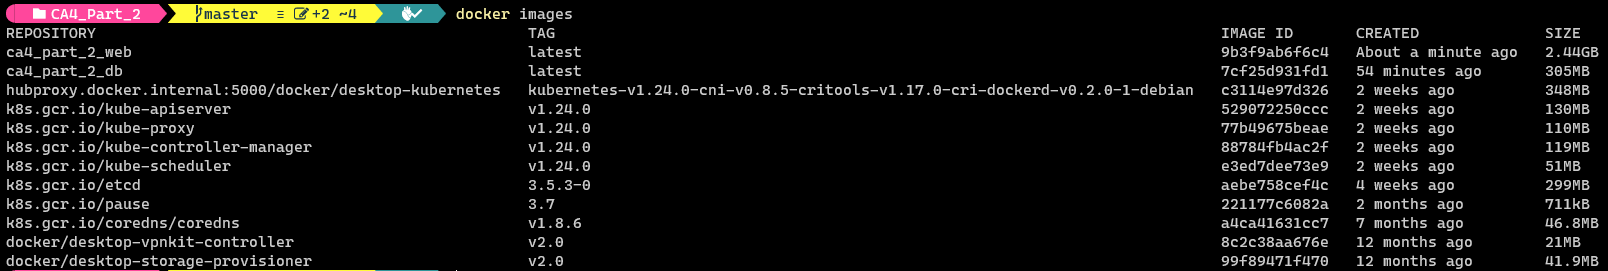 CA4_Part_2 master ≡ +2 ~4 docker images
REPOSITORY TAG IMAGE ID CREATED SIZE
ca4_part_2_web latest 9b3f9ab6f6c4 About a minute ago 2.44GB
ca4_part_2_db latest 7cf25d931fd1 54 minutes ago 305MB
hubproxy.docker.internal:5000/docker/desktop-kubernetes kubernetes-v1.24.0-cni-v0.8.5-critools-v1.17.0-cri-dockerd-v0.2.0-1-debian c3114e97d326 2 weeks ago 348MB
k8s.gcr.io/kube-apiserver v1.24.0 529072250ccc 2 weeks ago 130MB
k8s.gcr.io/kube-proxy v1.24.0 77b49675beae 2 weeks ago 110MB
k8s.gcr.io/kube-controller-manager v1.24.0 88784fb4ac2f 2 weeks ago 119MB
k8s.gcr.io/kube-scheduler v1.24.0 e3ed7dee73e9 2 weeks ago 51MB
k8s.gcr.io/etcd 3.5.3-0 aebe758cef4c 4 weeks ago 299MB
k8s.gcr.io/pause 3.7 221177c6082a 2 months ago 711kB
k8s.gcr.io/coredns/coredns v1.8.6 a4ca41631cc7 7 months ago 46.8MB
docker/desktop-vpnkit-controller v2.0 8c2c38aa676e 12 months ago 21MB
docker/desktop-storage-provisioner v2.0 99f89471f470 12 months ago 41.9MB